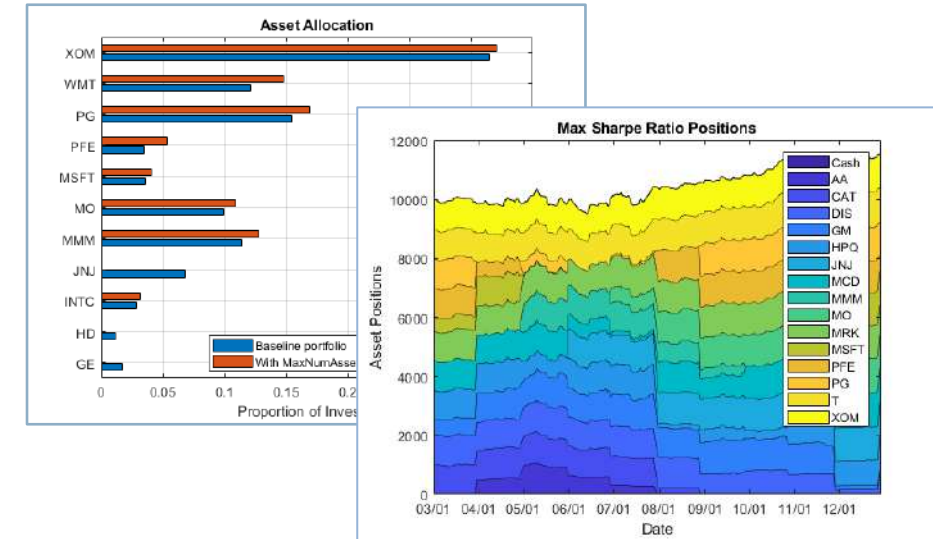 Asset Allocation
XOM
WMT
PG
PFE
MSFT
MO
MMM
JNJ
INTC
HD
GE
Baseline portfolio
With MaxNumAsse
0 0.05 0.1 0.15 0.2
Proportion of Inves
Max Sharpe Ratio Positions
Asset Positions
12000
10000
8000
6000
4000
2000
0
Cash
AA
CAT
DIS
GM
HPQ
JNJ
MCD
MMM
MO
MRK
MSFT
PFE
PG
T
XOM
03/01 04/01 05/01 06/01 07/01 08/01 09/01 10/01 11/01 12/01
Date